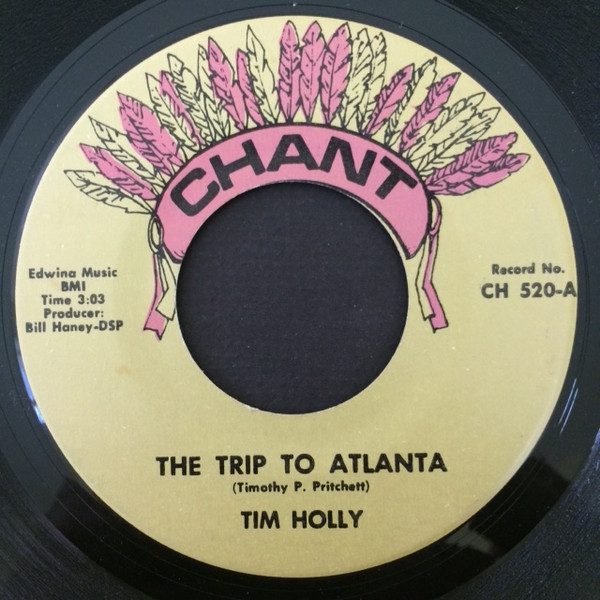 CHANT
Edwina Music
BMI
Time 3:03
Producer:
Bill Haney-DSP
Record No.
CH 520-A
THE TRIP TO ATLANTA
(Timothy P. Pritchett)
TIM HOLLY